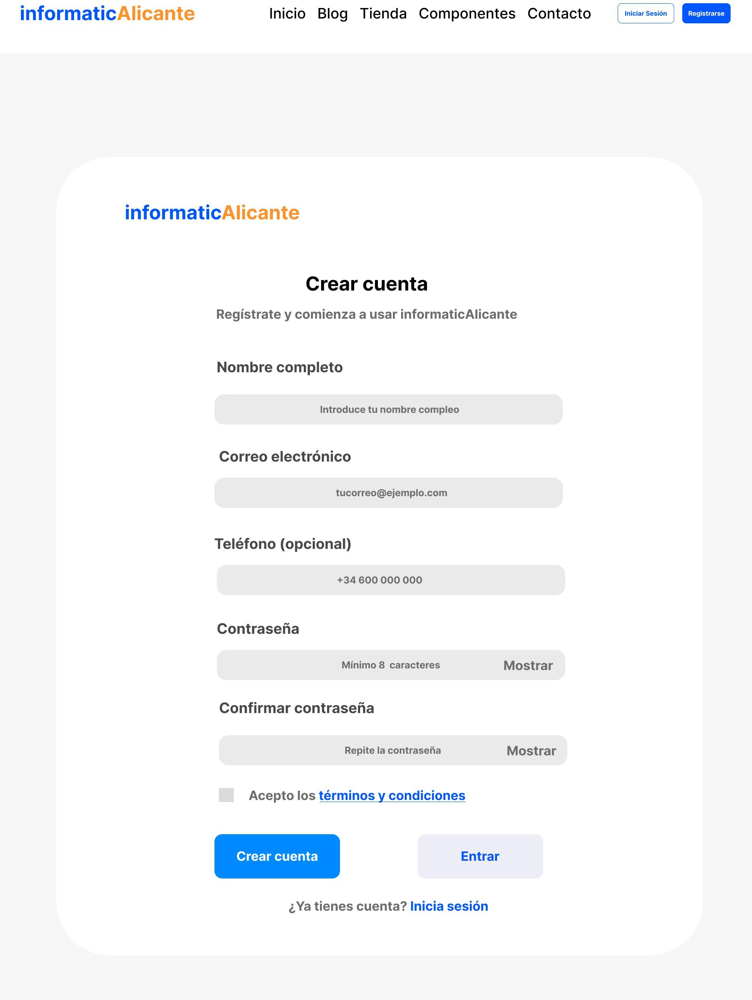 informaticAlicante Inicio Blog Tienda Componentes Contacto Iniciar Sesión Registrarse
informaticAlicante
Crear cuenta
Regístrate y comienza a usar informaticAlicante
Nombre completo
Introduce tu nombre compleo
Correo electrónico
tucorreo@ejemplo.com
Teléfono (opcional)
+34 600 000 000
Contraseña
Mínimo 8  caracteres Mostrar
Confirmar contraseña
Repite la contraseña Mostrar
Acepto los términos y condiciones
Crear cuenta Entrar
¿Ya tienes cuenta? Inicia sesión